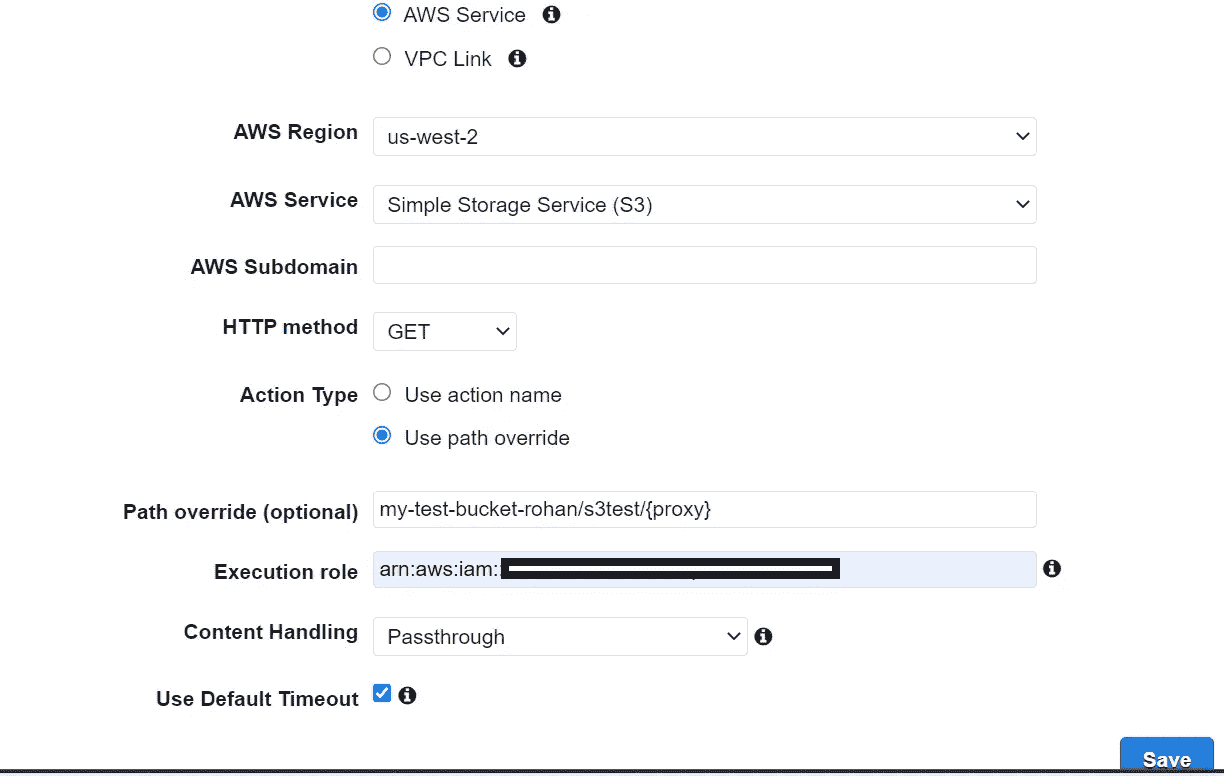 AWS Service
VPC Link
AWS Region us-west-2
AWS Service Simple Storage Service (S3)
AWS Subdomain
HTTP method GET
Action Type Use action name
Use path override
Path override (optional) my-test-bucket-rohan/s3test/{proxy}
Execution role arn:aws:iam:
Content Handling Passthrough
Use Default Timeout
Save